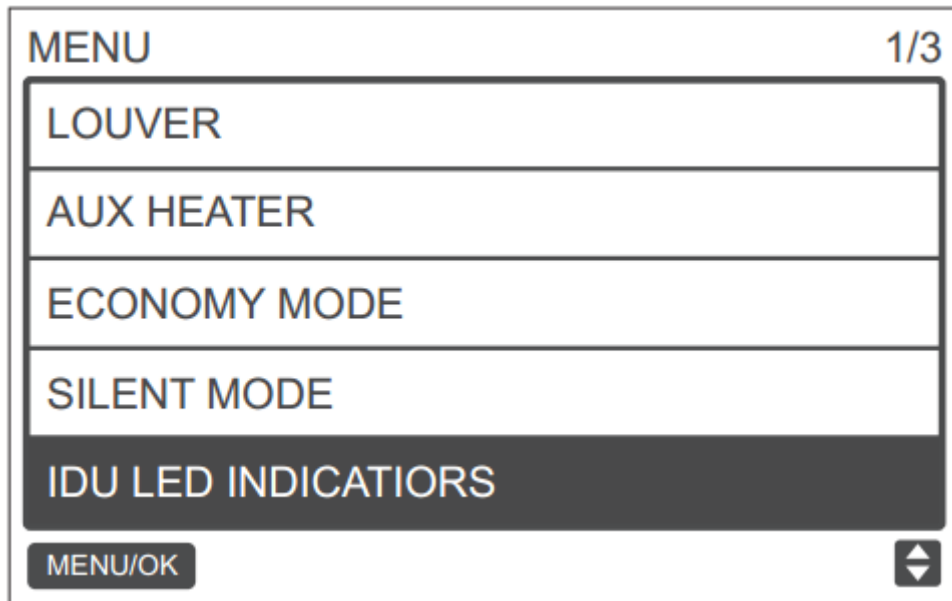 MENU 1/3
LOUVER
AUX HEATER
ECONOMY MODE
SILENT MODE
IDU LED INDICATIORS
MENU/OK